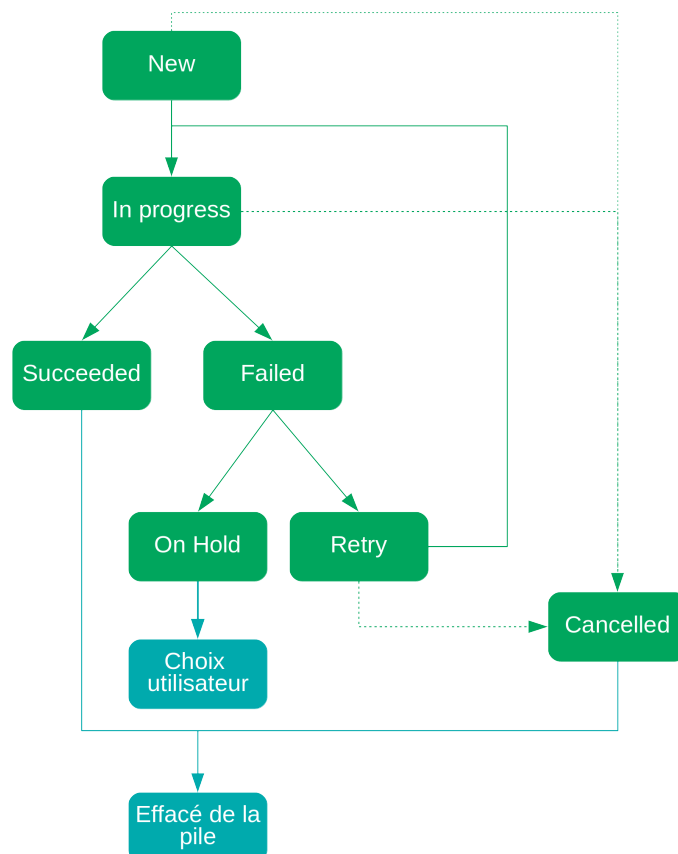 New
In progress
Succeeded
Failed
On Hold
Retry
Cancelled
Choix
utilisateur
Effacé de la
pile